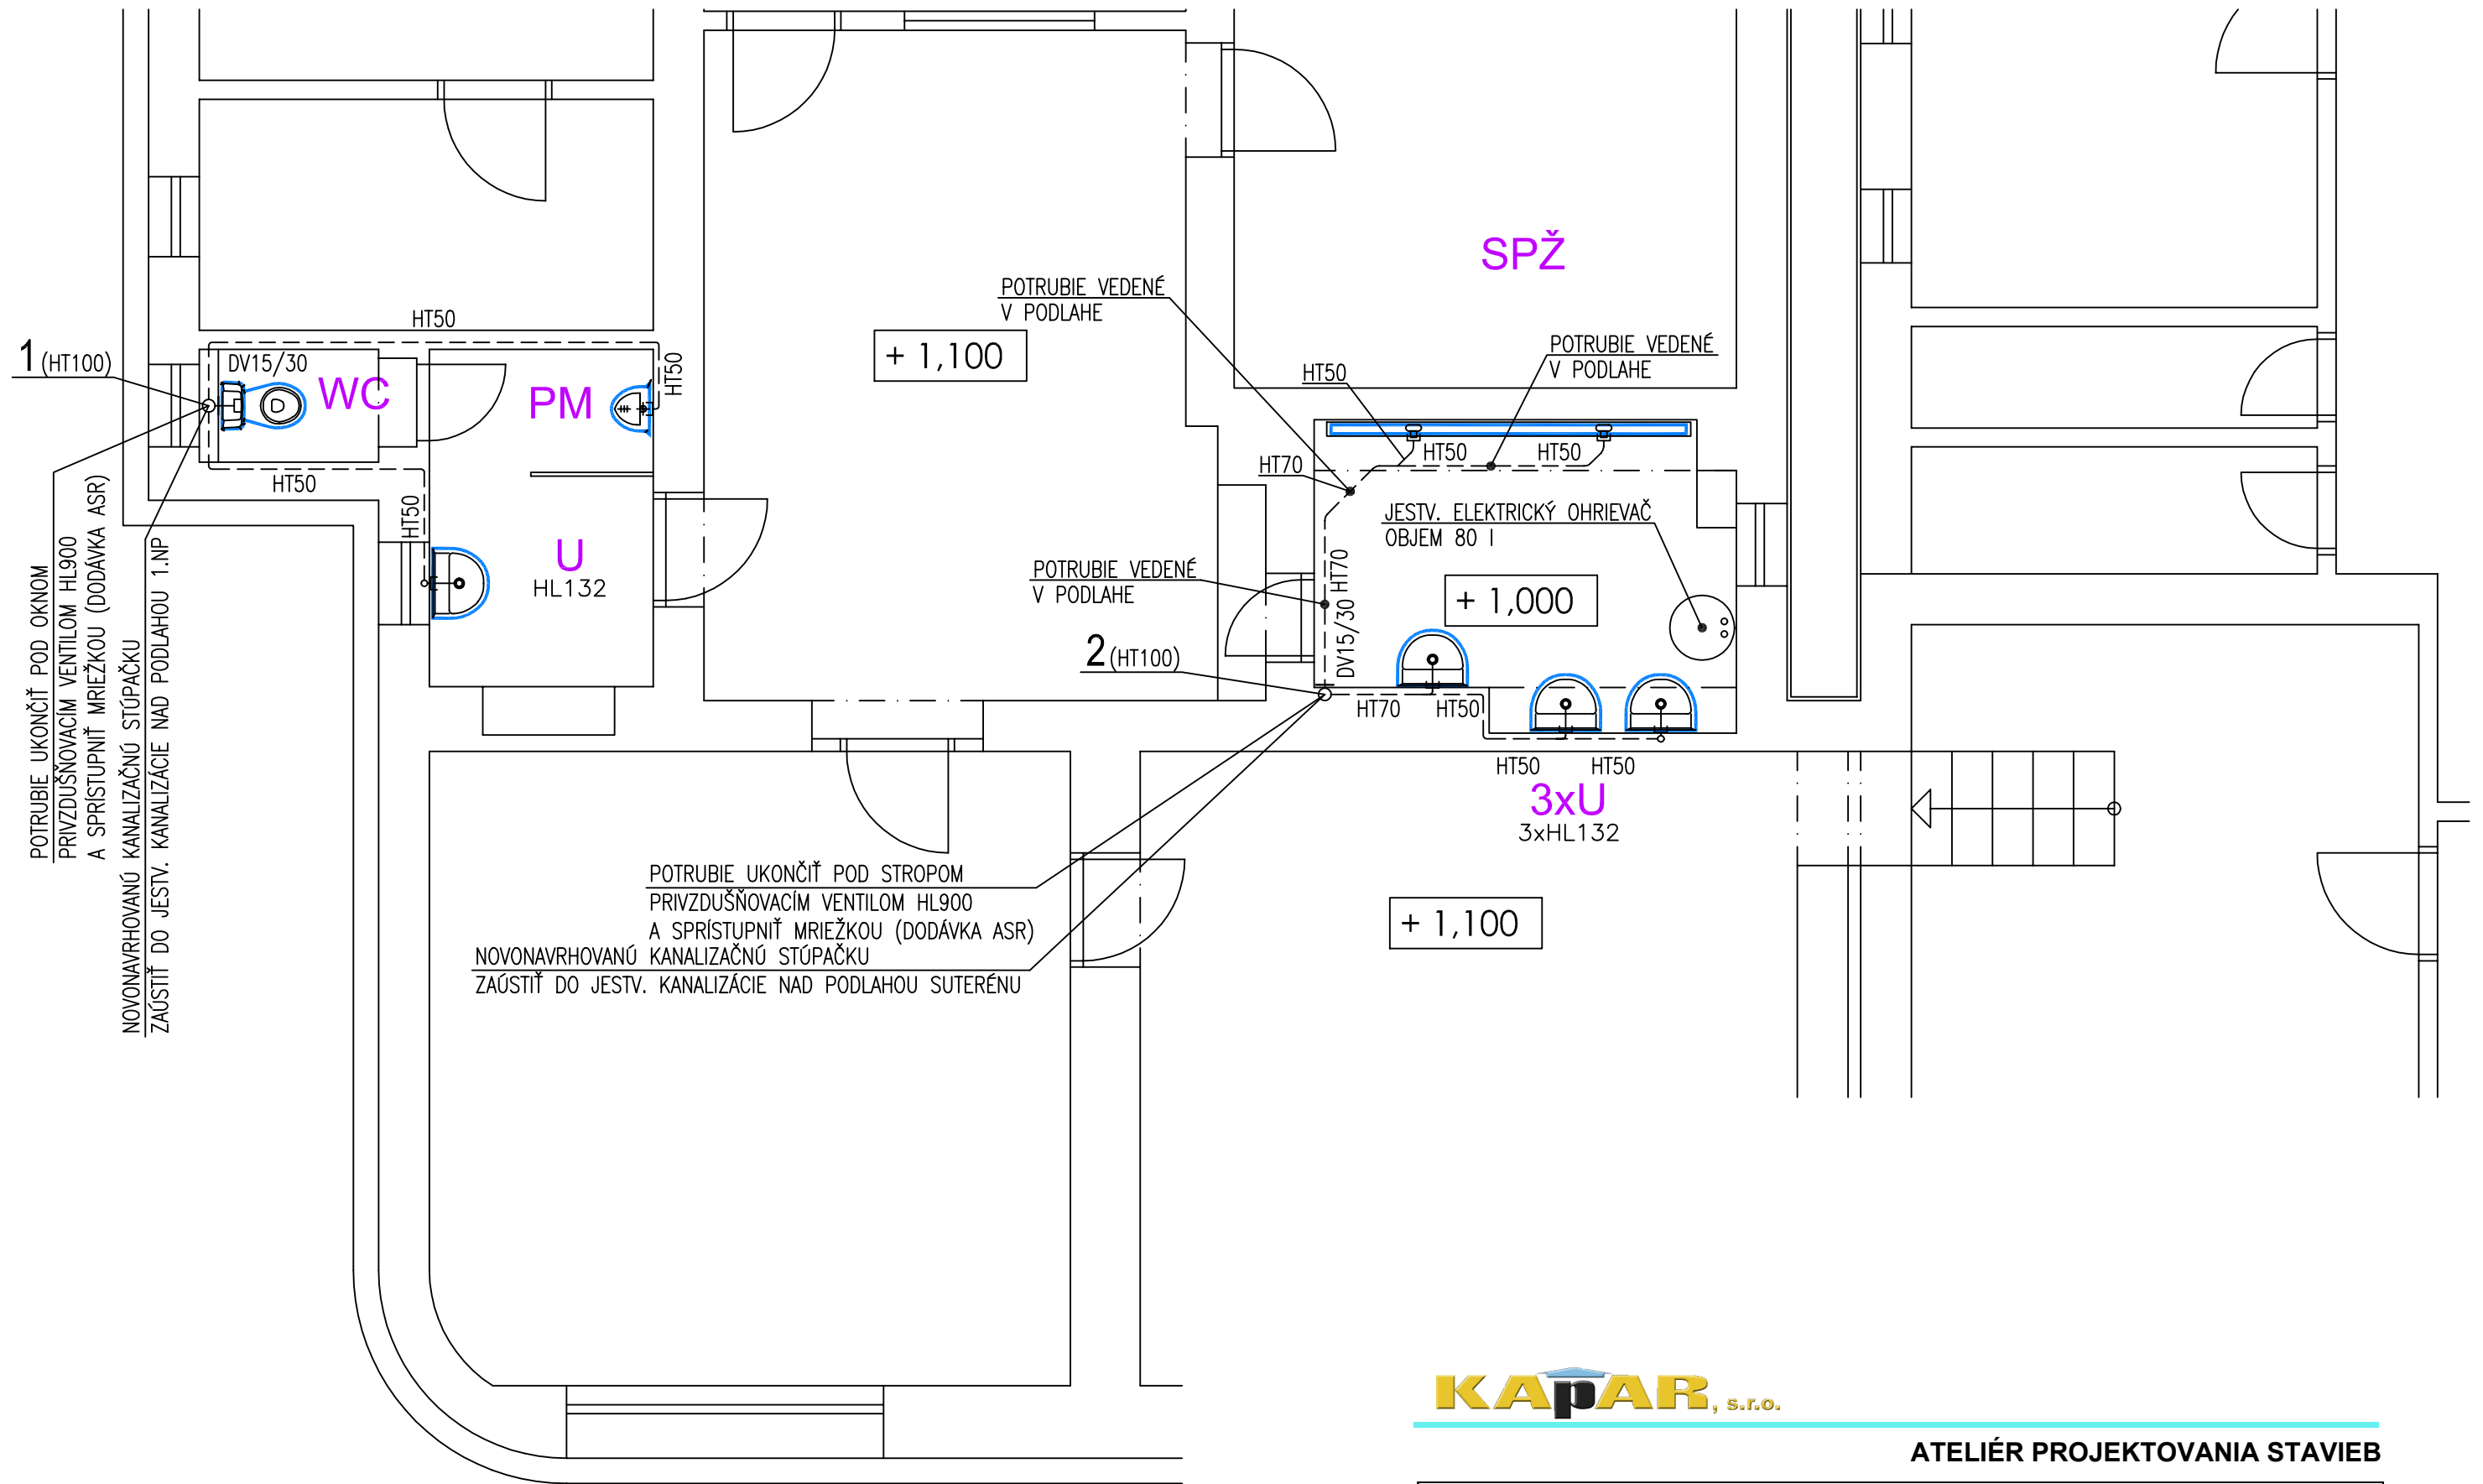 HT50
1 (HT100)
DV15/30
WC
PM
HT50
HT50
HT50
U
HL132
POTRUBIE UKONČIŤ POD OKNOM
PRIVZDUŠŇOVACÍM VENTILOM HL900
A SPRÍSTUPNIŤ MRIEŽKOU (DODÁVKA ASR)
NOVONAVRHOVANÚ KANALIZAČNÚ STÚPAČKU
ZAÚSTIŤ DO JESTV. KANALIZÁCIE NAD PODLAHOU 1.NP
+ 1,100
SPŽ
POTRUBIE VEDENÉ
V PODLAHE
POTRUBIE VEDENÉ
V PODLAHE
HT50
HT50
HT50
HT70
JESTV. ELEKTRICKÝ OHRIEVAČ
OBJEM 80 l
POTRUBIE VEDENÉ
V PODLAHE
DV15/30 HT70
+ 1,000
2 (HT100)
HT70
HT50
HT50
HT50
3xU
3xHL132
POTRUBIE UKONČIŤ POD STROPOM
PRIVZDUŠŇOVACÍM VENTILOM HL900
A SPRÍSTUPNIŤ MRIEŽKOU (DODÁVKA ASR)
NOVONAVRHOVANÚ KANALIZAČNÚ STÚPAČKU
ZAÚSTIŤ DO JESTV. KANALIZÁCIE NAD PODLAHOU SUTERÉNU
+ 1,100
KAPAR, s.r.o.
ATELIÉR PROJEKTOVANIA STAVIEB